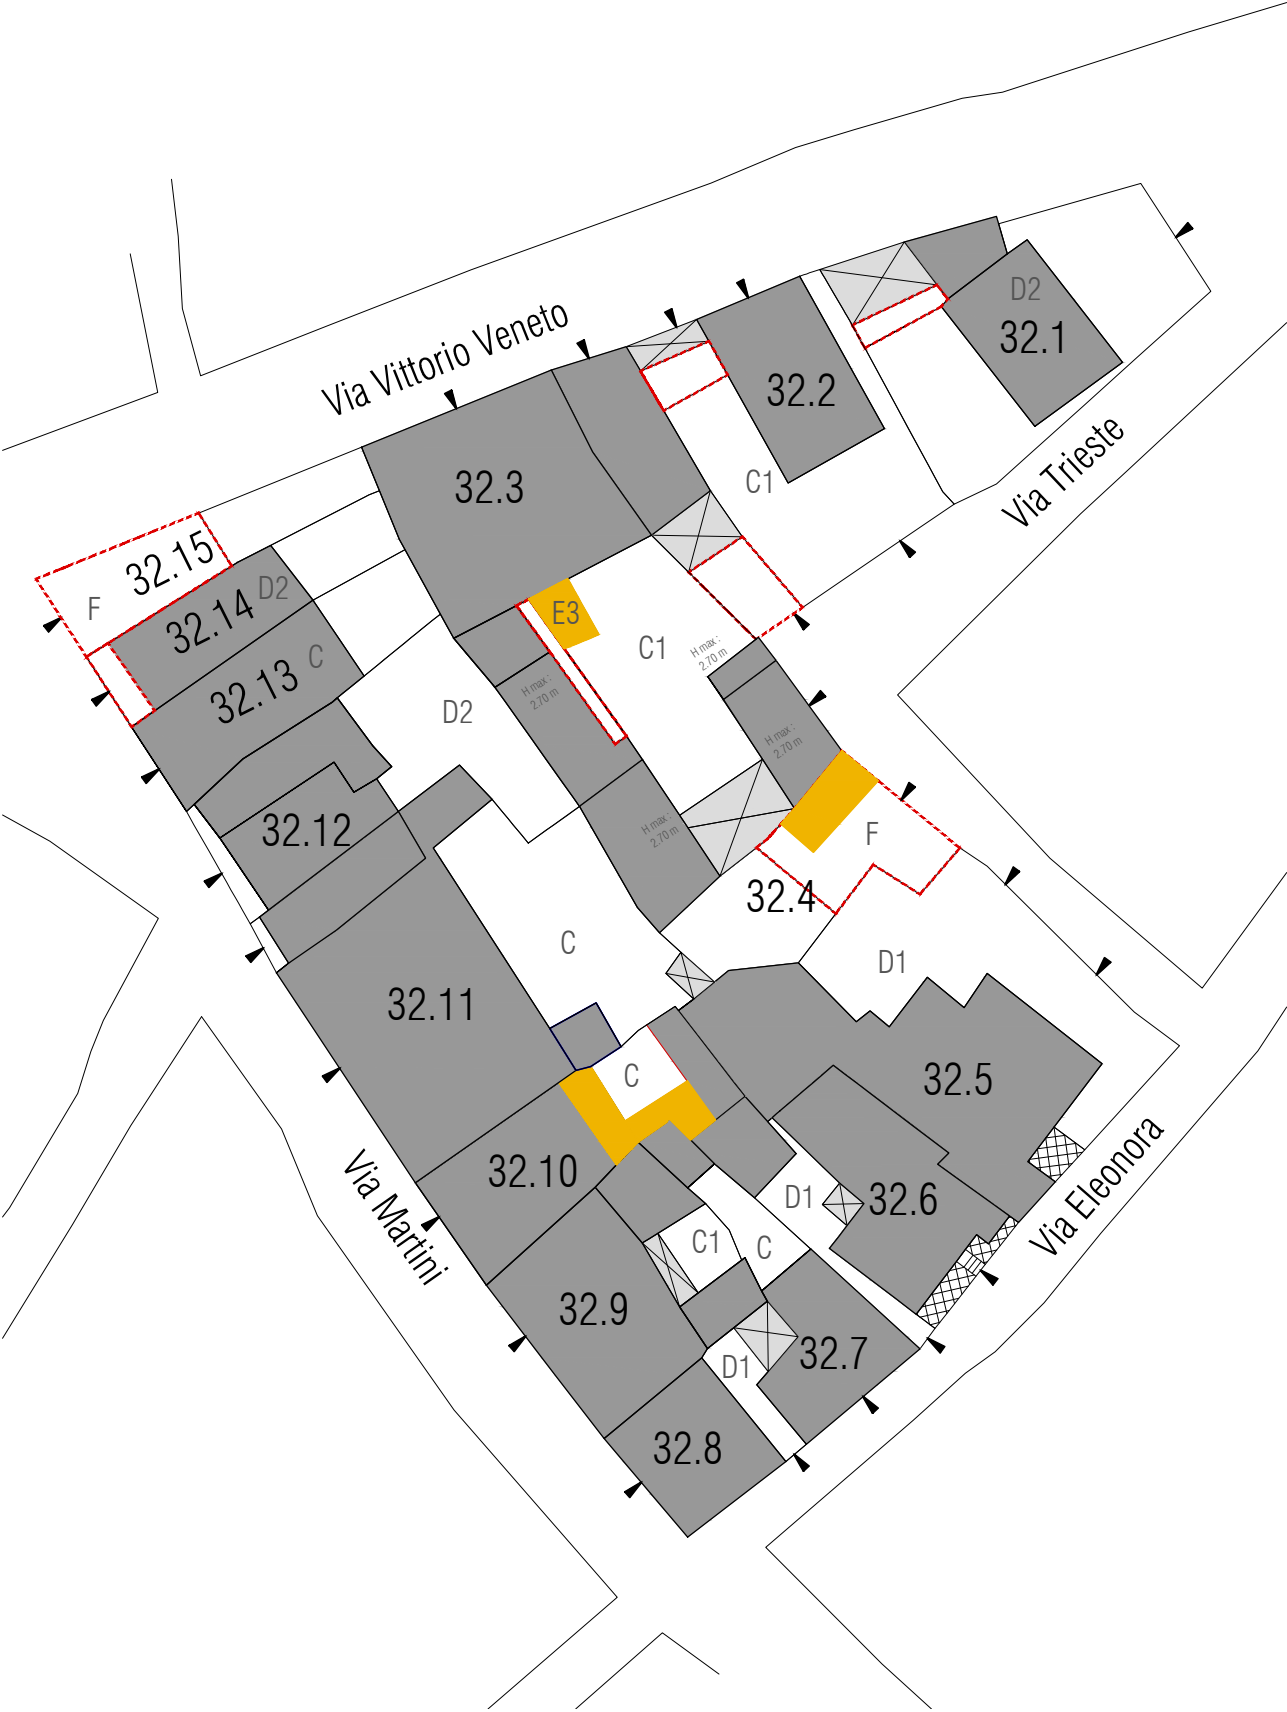 D2
32.1
Via Vittorio Veneto
32.2
Via Trieste
32.3
C1
32.15
F
D2
32.14
E3
C
C1
H max :
2.70 m
32.13
H max :
2.70 m
D2
H max :
2.70 m
32.12
H max :
2.70 m
F
32.4
C
D1
32.11
C
32.5
Via Eleonora
Via Martini
32.10
D1
32.6
C1
C
32.9
32.7
D1
32.8